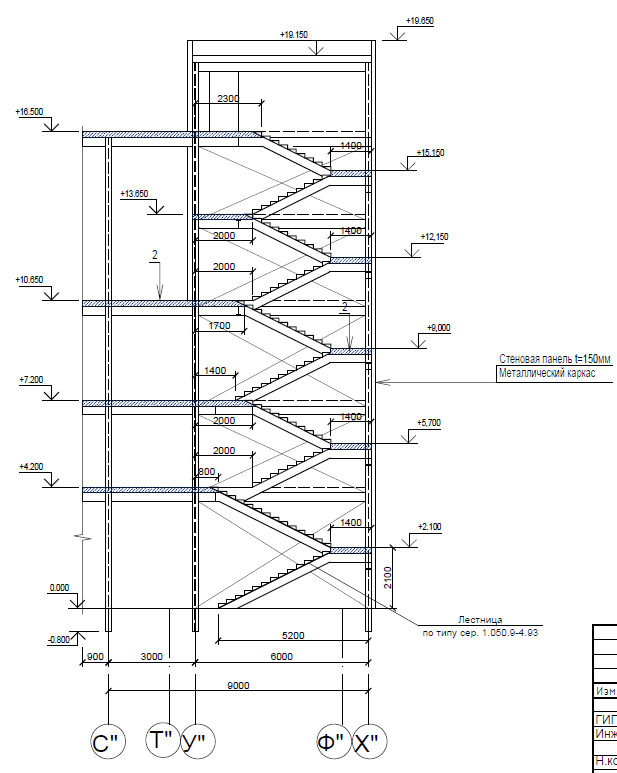 +19.650
+19.150
2300
+16.500
1400
+15.150
+13.650
1400
+12,150
2000
2
2000
+10.650
2
1700
+9,000
Стеновая панель t=150мм
Металлический каркас
1400
+7.200
1400
+5,700
2000
2000
+4.200
800
1400
+2.100
2100
0.000
Лестница
по типу сер. 1.050.9-4.93
-0.800
5200
900
3000
6000
9000
С"
Т"
У"
Ф"
Х"
Изм
ГИП
Инж
Н.ко